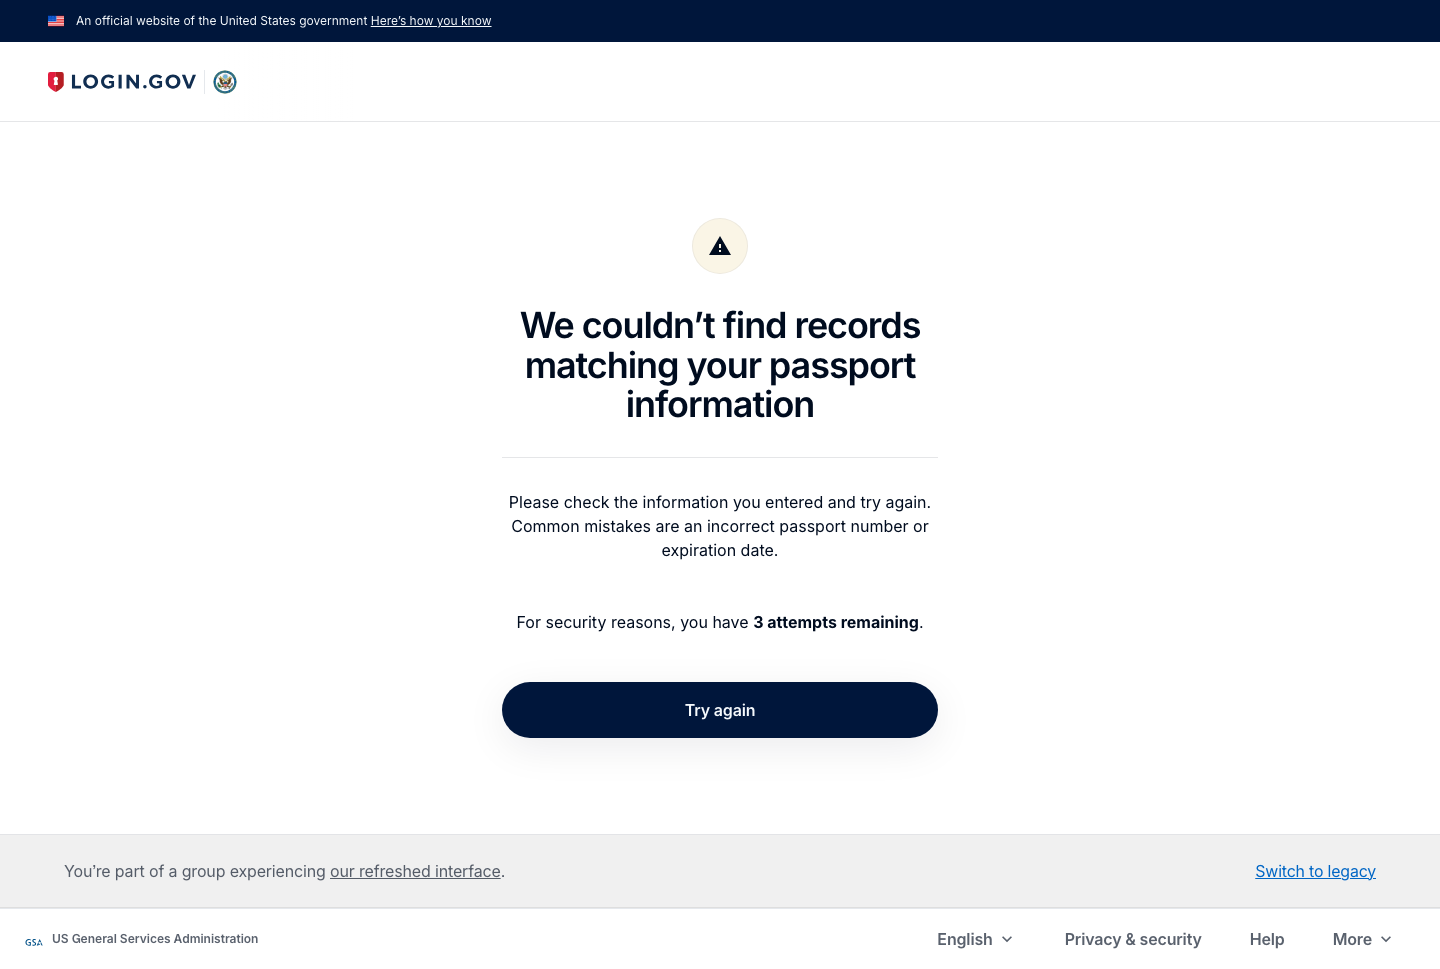 An official website of the United States government Here’s how you know
LOGIN.GOV
We couldn’t find records
matching your passport
information
Please check the information you entered and try again.
Common mistakes are an incorrect passport number or
expiration date.
For security reasons, you have 3 attempts remaining.
Try again
You’re part of a group experiencing our refreshed interface.
Switch to legacy
GSA US General Services Administration
English
Privacy & security
Help
More